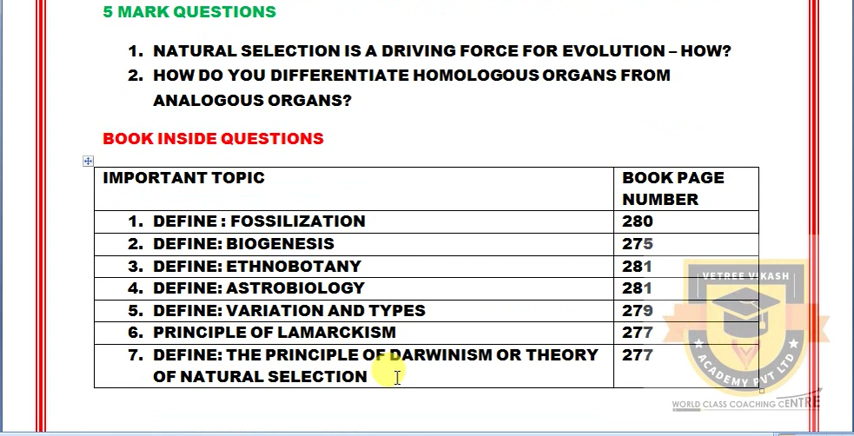 5 MARK QUESTIONS
1. NATURAL SELECTION IS A DRIVING FORCE FOR EVOLUTION – HOW?
2. HOW DO YOU DIFFERENTIATE HOMOLOGOUS ORGANS FROM
ANALOGOUS ORGANS?
BOOK INSIDE QUESTIONS
IMPORTANT TOPIC
BOOK PAGE
NUMBER
1. DEFINE : FOSSILIZATION 280
2. DEFINE: BIOGENESIS 275
3. DEFINE: ETHNOBOTANY 281
4. DEFINE: ASTROBIOLOGY 281
5. DEFINE: VARIATION AND TYPES 279
6. PRINCIPLE OF LAMARCKISM 277
7. DEFINE: THE PRINCIPLE OF DARWINISM OR THEORY 277
OF NATURAL SELECTION
VETREE VIKASH
ACADEMY PVT LTD
WORLD CLASS COACHING CENTRE